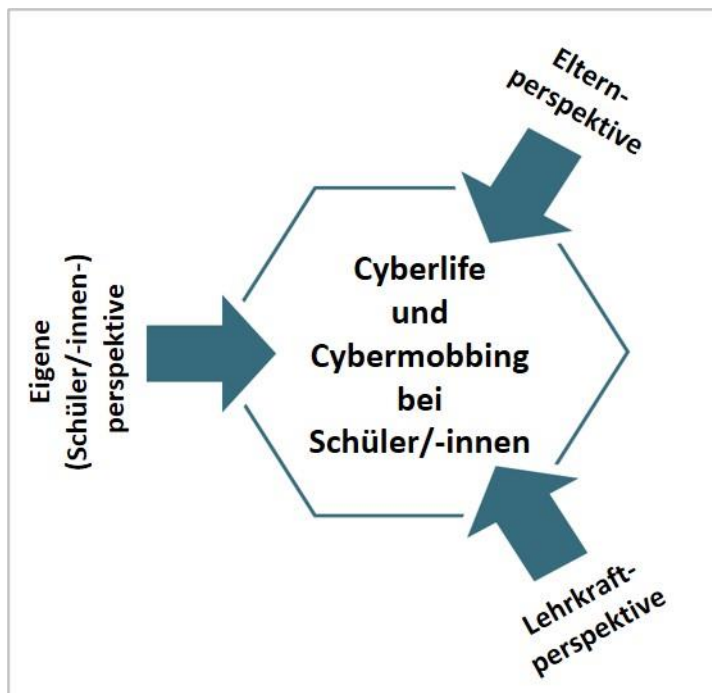 Eltern-
perspektive
Cyberlife
und
Cybermobbing
bei
Schüler/-innen
Eigene
(Schüler/-innen-)
perspektive
Lehrkraft-
perspektive